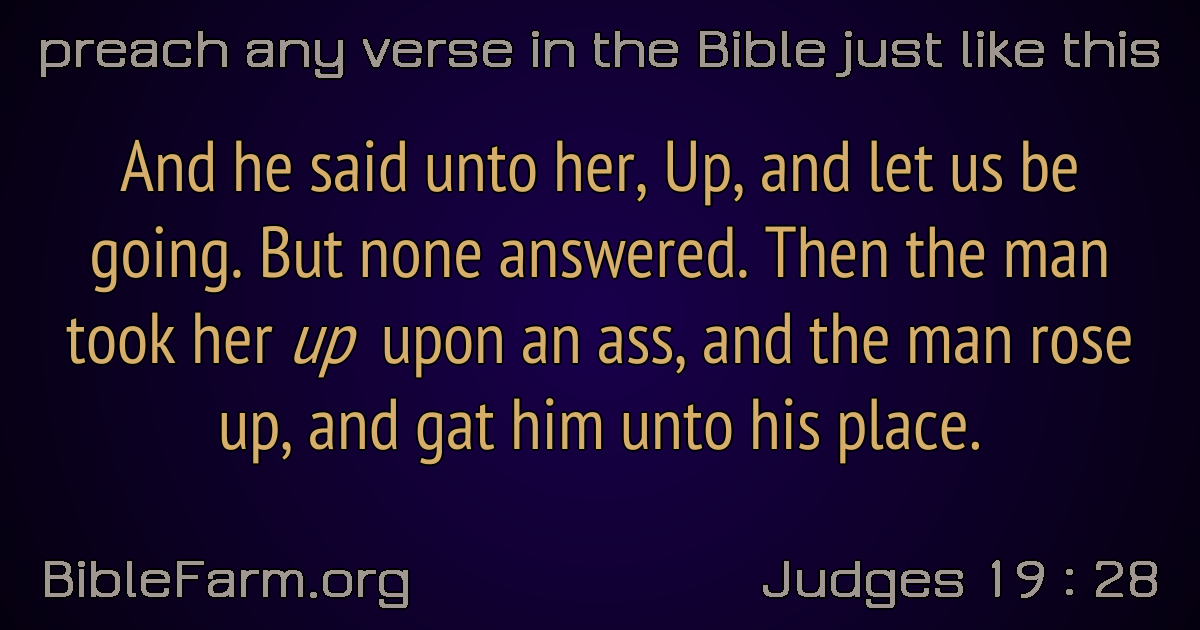 preach any verse in the Bible just like this
And he said unto her, Up, and let us be
going. But none answered. Then the man
took her up upon an ass, and the man rose
up, and gat him unto his place.
BibleFarm.org
Judges 19 : 28